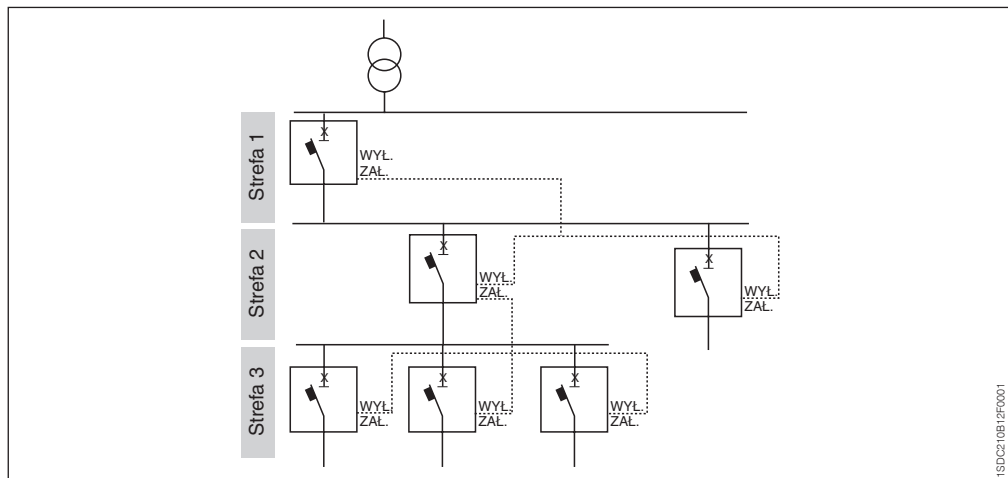 Strefa 1
WYŁ.
ZAŁ.
Strefa 2
WYŁ.
ZAŁ.
WYŁ.
ZAŁ.
Strefa 3
WYŁ.
ZAŁ.
WYŁ.
ZAŁ.
WYŁ.
ZAŁ.
1SDC210B12F0001